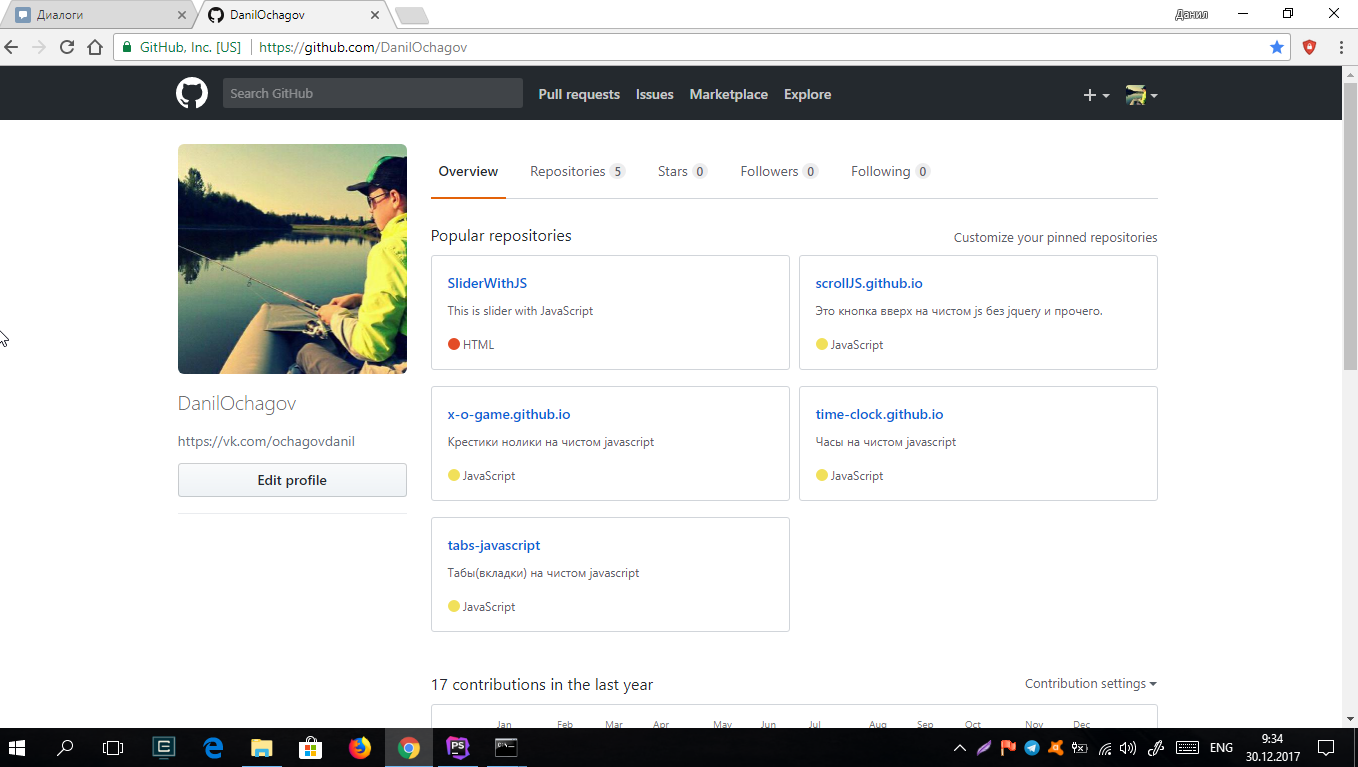 Диалоги
DanilOchagov
Данил
GitHub, Inc. [US]
https://github.com/DanilOchagov
Search GitHub
Pull requests
Issues
Marketplace
Explore
Overview
Repositories 5
Stars 0
Followers 0
Following 0
Popular repositories
Customize your pinned repositories
SliderWithJS
This is slider with JavaScript
HTML
scrollJS.github.io
Это кнопка вверх на чистом js без jquery и прочего.
JavaScript
DanilOchagov
https://vk.com/ochagovdanil
Edit profile
x-o-game.github.io
Крестики нолики на чистом javascript
JavaScript
time-clock.github.io
Часы на чистом javascript
JavaScript
tabs-javascript
Табы(вкладки) на чистом javascript
JavaScript
17 contributions in the last year
Contribution settings
Jan Feb Mar Apr May Jun Jul Aug Sep Oct Nov Dec
PS
ENG
9:34
30.12.2017